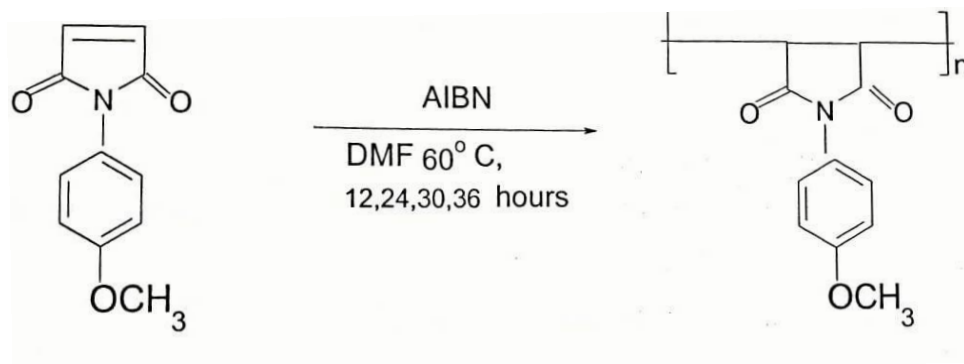 O
N
O
OCH3
AIBN
DMF 60° C,
12,24,30,36 hours
n
O
N
O
OCH3